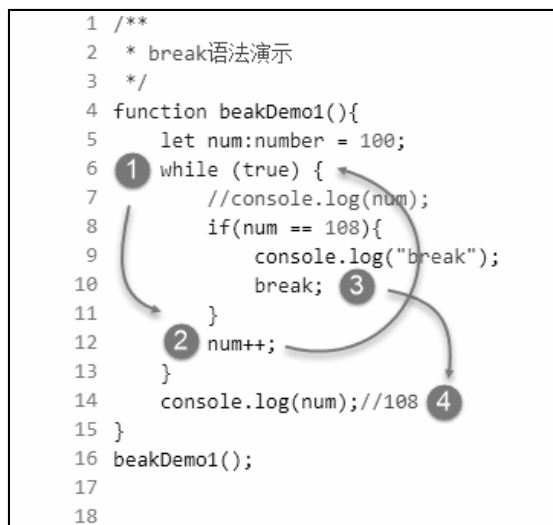 1 /**
2  * break语法演示
3  */
4 function beakDemo1(){
5     let num:number = 100;
6 1 while (true) {
7         //console.log(num);
8         if(num == 108){
9             console.log("break");
10             break; 3
11         }
12     2 num++;
13     }
14     console.log(num);//108 4
15 }
16 beakDemo1();
17
18